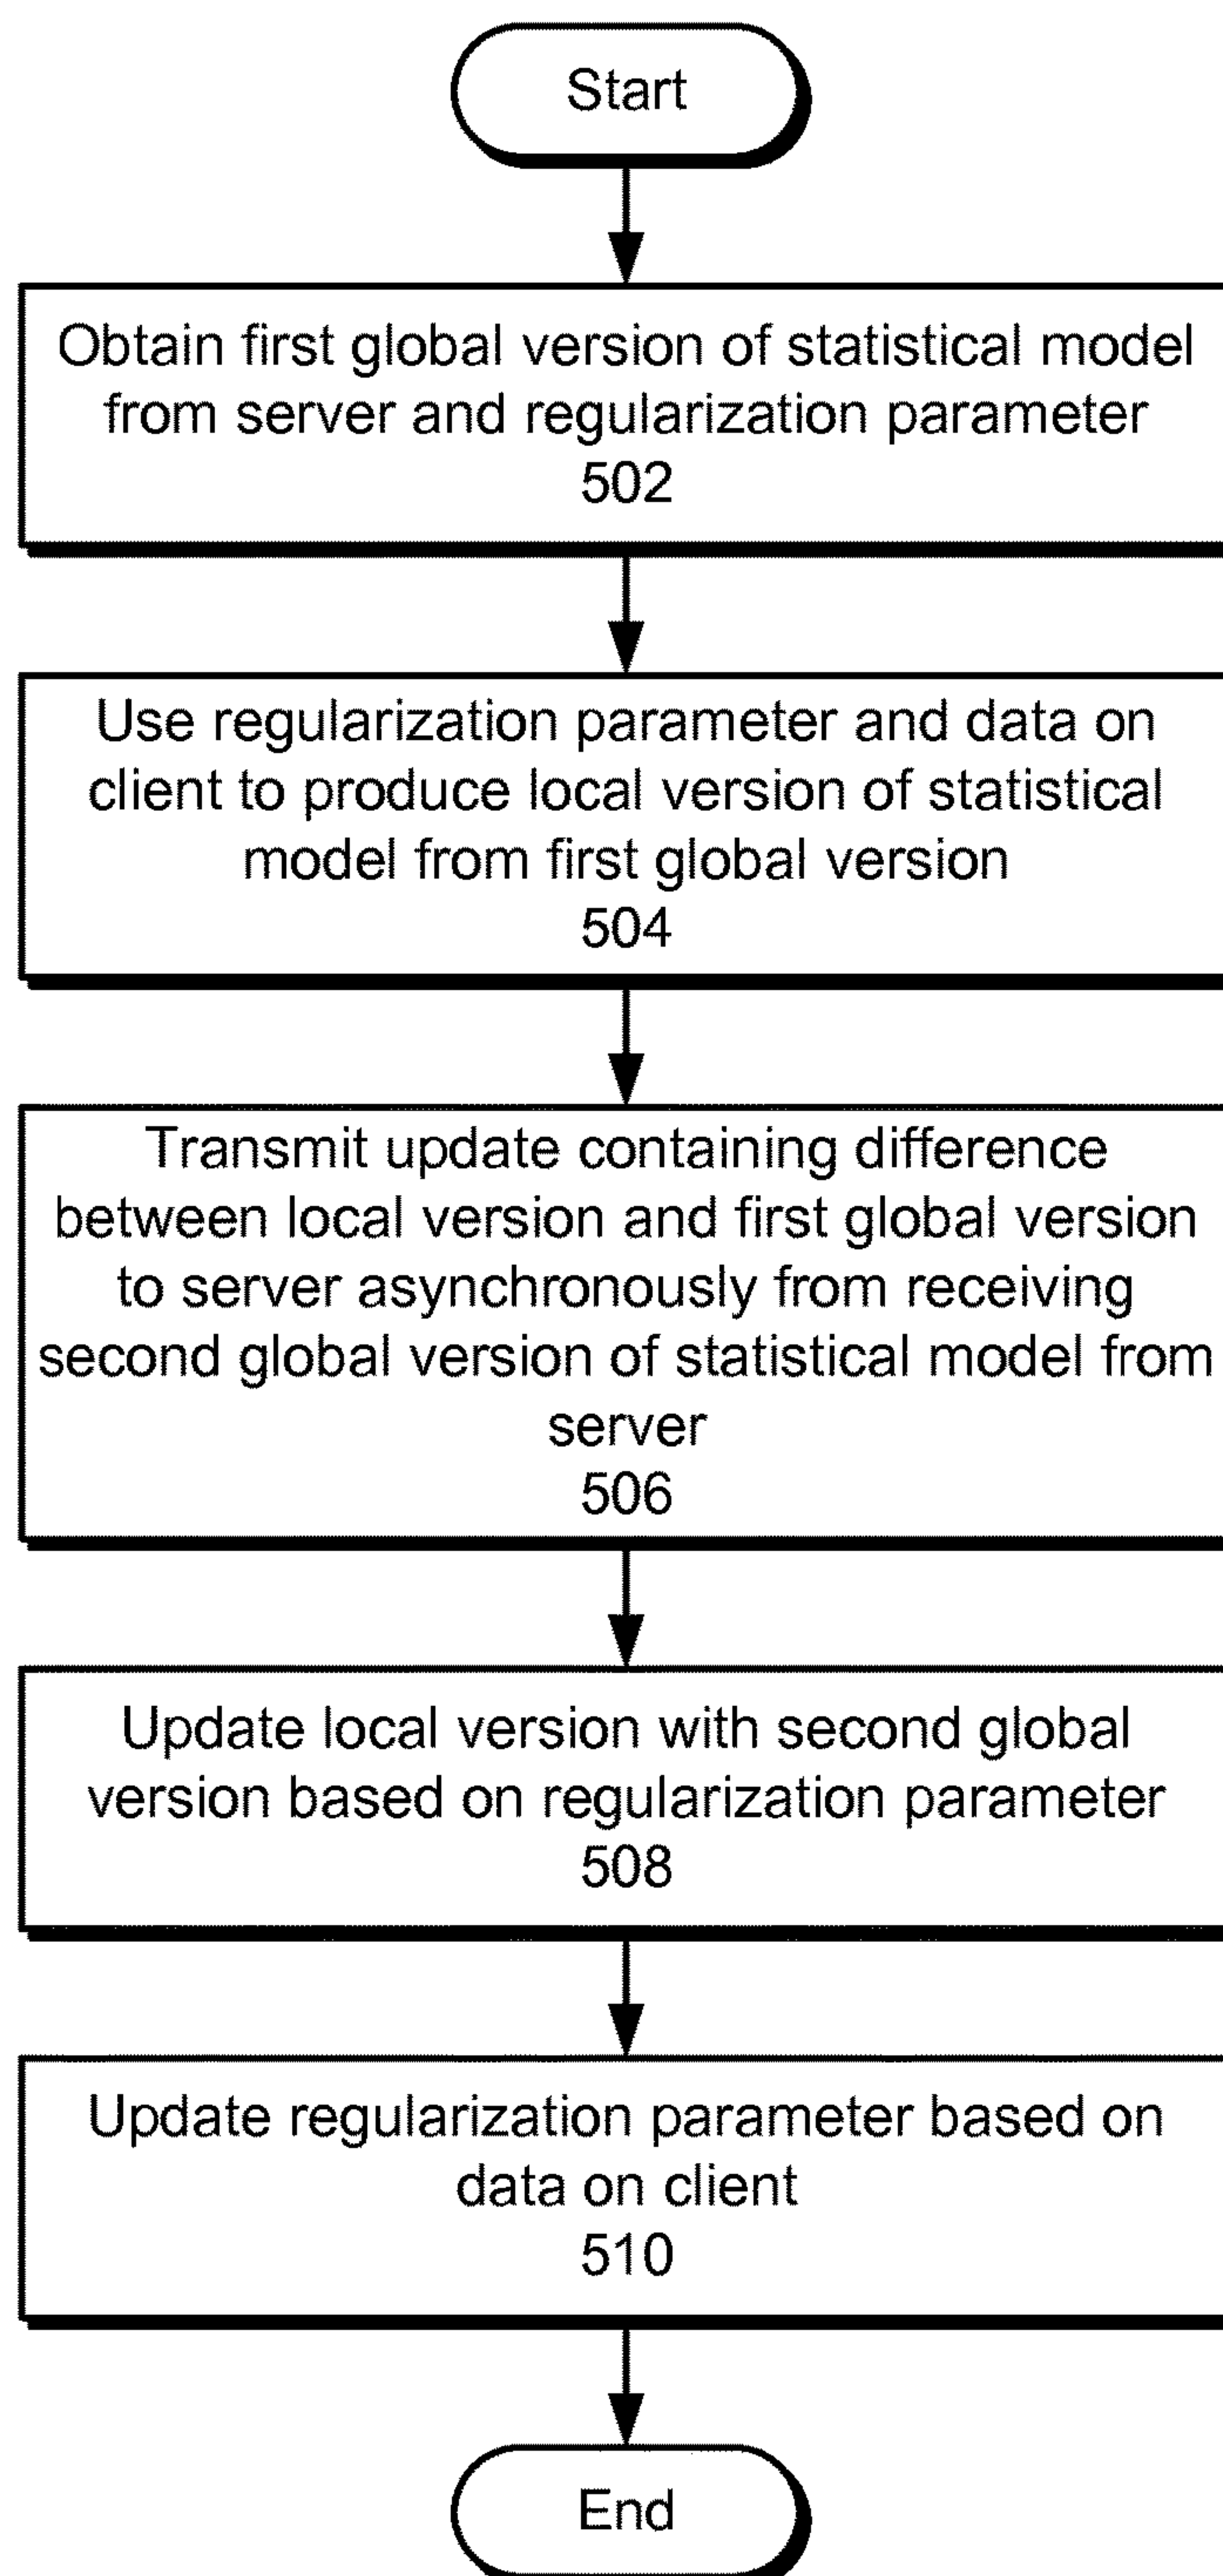 Start
Obtain first global version of statistical model
from server and regularization parameter
502
Use regularization parameter and data on
client to produce local version of statistical
model from first global version
504
Transmit update containing difference
between local version and first global version
to server asynchronously from receiving
second global version of statistical model from
server
506
Update local version with second global
version based on regularization parameter
508
Update regularization parameter based on
data on client
510
End